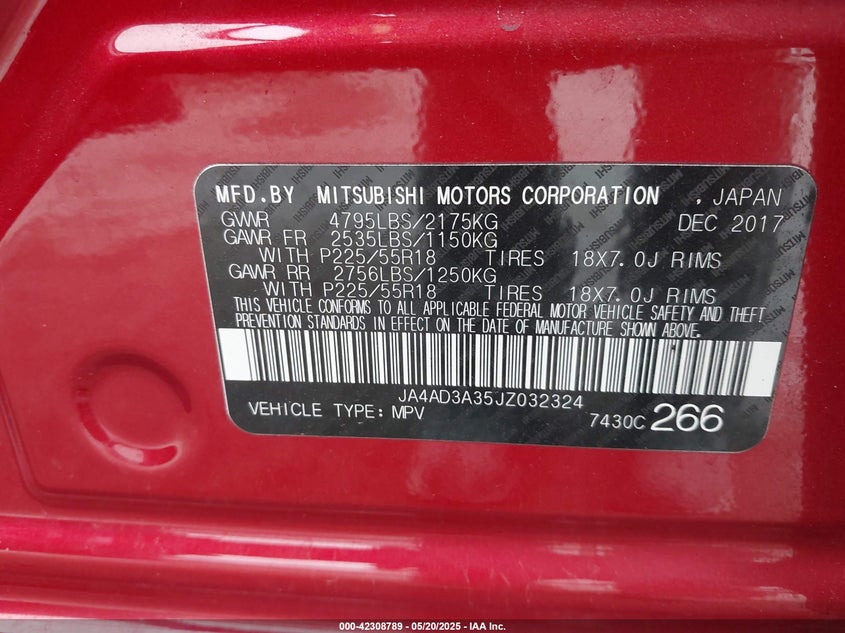 MFD.BY MITSUBISHI MOTORS CORPORATION , JAPAN
GVWR 4795LBS/2175KG DEC 2017
GAWR FR 2535LBS/1150KG
WITH P225/55R18 TIRES 18X7.0J RIMS
GAWR RR 2756LBS/1250KG
WITH P225/55R18 TIRES 18X7.0J RIMS
THIS VEHICLE CONFORMS TO ALL APPLICABLE FEDERAL MOTOR VEHICLE SAFETY AND THEFT
PREVENTION STANDARDS IN EFFECT ON THE DATE OF MANUFACTURE SHOWN ABOVE.
JA4AD3A35JZ032324
VEHICLE TYPE: MPV 7430C 266
000-42308789 - 05/20/2025 - IAA Inc.